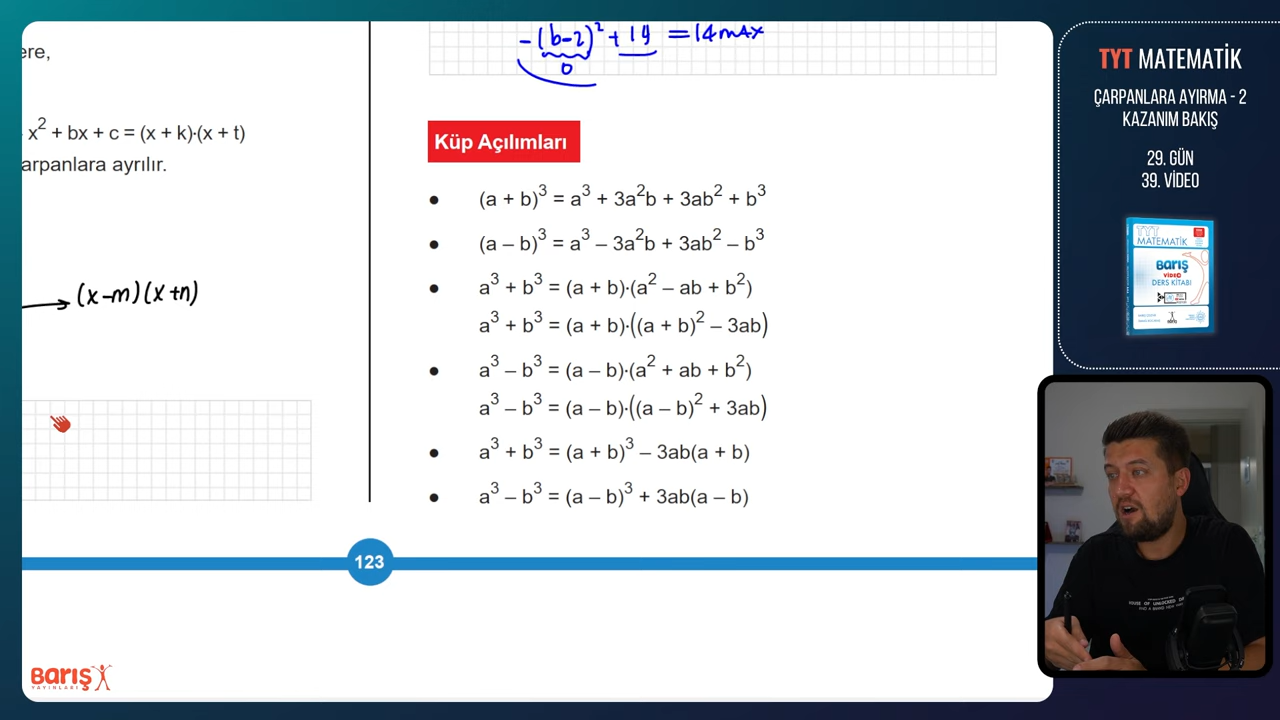 ere,
x² + bx + c = (x + k)·(x + t)
arpanlara ayrılır.
(x-m)(x+n)
-(b-2)² + 14 = 14 max
0
Küp Açılımları
● (a + b)³ = a³ + 3a²b + 3ab² + b³
● (a – b)³ = a³ – 3a²b + 3ab² – b³
● a³ + b³ = (a + b)·(a² – ab + b²)
a³ + b³ = (a + b)·((a + b)² – 3ab)
● a³ – b³ = (a – b)·(a² + ab + b²)
a³ – b³ = (a – b)·((a – b)² + 3ab)
● a³ + b³ = (a + b)³ – 3ab(a + b)
● a³ – b³ = (a – b)³ + 3ab(a – b)
123
BARIŞ
YAYINLARI
TYT MATEMATİK
ÇARPANLARA AYIRMA - 2
KAZANIM BAKIŞ
29. GÜN
39. VİDEO
TYT
MATEMATİK
BARIŞ
VİDEO
DERS KİTABI